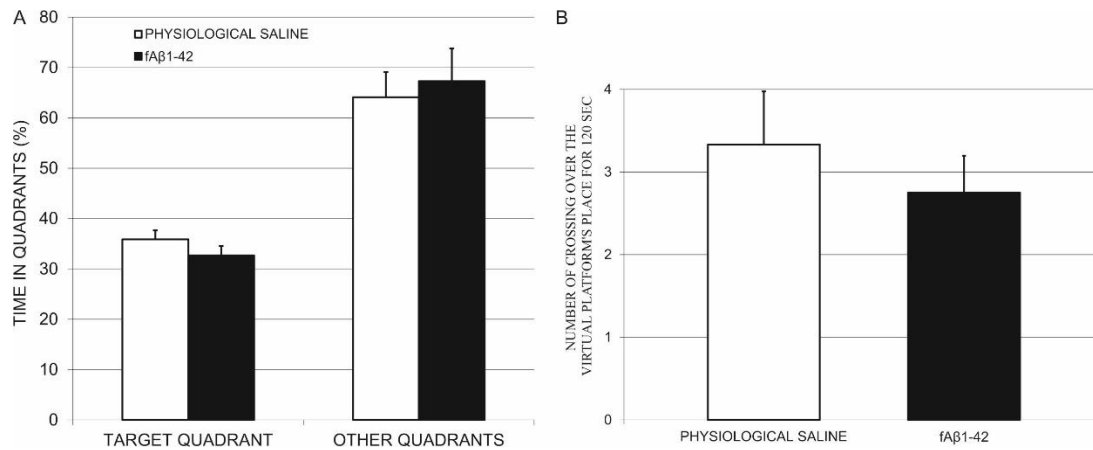 A
PHYSIOLOGICAL SALINE
fAβ1-42
TIME IN QUADRANTS (%)
80
70
60
50
40
30
20
10
0
TARGET QUADRANT
OTHER QUADRANTS
B
NUMBER OF CROSSING OVER THE
VIRTUAL PLATFORM'S PLACE FOR 120 SEC
4
3
2
1
0
PHYSIOLOGICAL SALINE
fAβ1-42